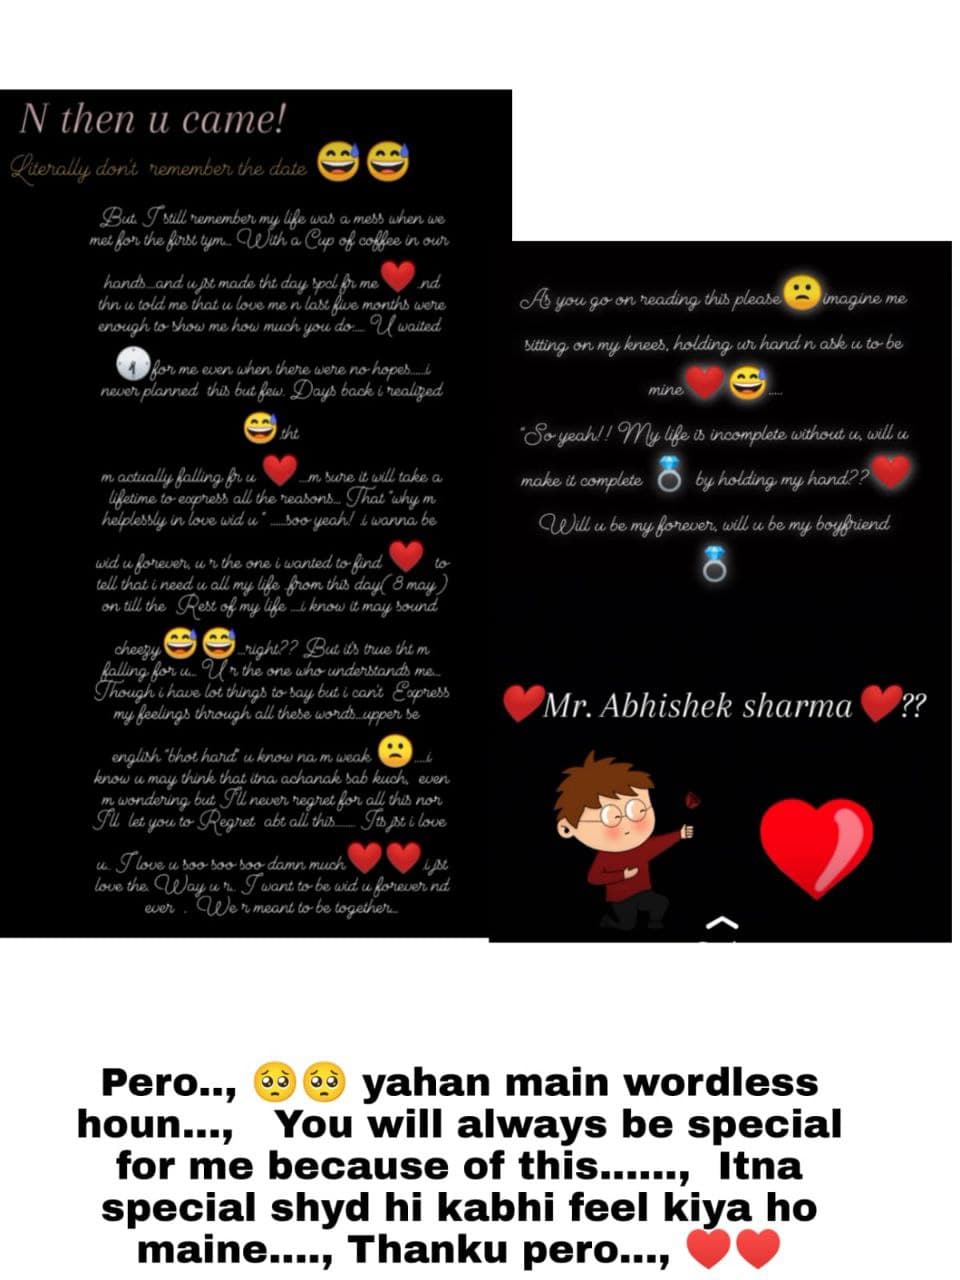 N then u came!
Literally don't remember the date 😅😅
But I still remember my life was a mess when we
met for the first tym... With a Cup of coffee in our
hands...and u jst made tht day spcl fr me❤️.nd
thn u told me that u love me n last five months were
enough to show me how much you do.... U waited
🕐for me even when there were no hopes.....i
never planned this but few. Days back i realized
😅.tht
m actually falling fr u ❤️...m sure it will take a
lifetime to express all the reasons... That "why m
helplessly in love wid u " .....soo yeah! i wanna be
wid u forever, u r the one i wanted to find ❤️ to
tell that i need u all my life .from this day( 8 may )
on till the Rest of my life ...i know it may sound
cheezy😅😅...right?? But it's true tht m
falling for u... U r the one who understands me...
Though i have lot things to say but i can't Express
my feelings through all these words...upper se
english "bhot hard" u know na m weak 🙁....i
know u may think that itna achanak sab kuch, even
m wondering but I'll never regret for all this nor
I'll let you to Regret abt all this....... Its jst i love
u.. I love u soo soo soo damn much❤️❤️ i jst
love the. Way u r.. I want to be wid u forever nd
ever . We r meant to be together...
As you go on reading this please🙁imagine me
sitting on my knees, holding ur hand n ask u to be
mine❤️😅.....
"So yeah!! My life is incomplete without u, will u
make it complete 💍 by holding my hand??❤️
Will u be my forever, will u be my boyfriend
💍
❤️Mr. Abhishek sharma❤️??
Pero.., 🥺🥺 yahan main wordless
houn..., You will always be special
for me because of this......, Itna
special shyd hi kabhi feel kiya ho
maine...., Thanku pero..., ♥️♥️